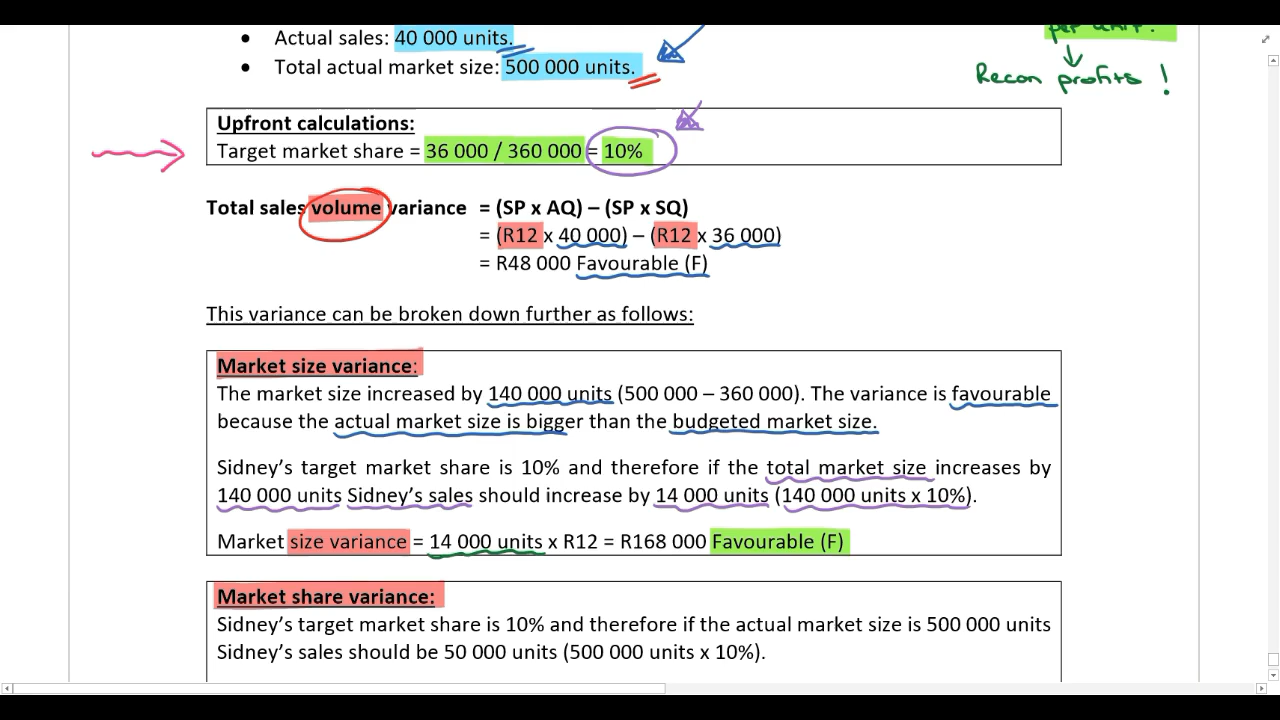 • Actual sales: 40 000 units.
per unit.
• Total actual market size: 500 000 units.
Recon profits !
Upfront calculations:
Target market share = 36 000 / 360 000 = 10%
Total sales volume variance = (SP x AQ) – (SP x SQ)
= (R12 x 40 000) – (R12 x 36 000)
= R48 000 Favourable (F)
This variance can be broken down further as follows:
Market size variance:
The market size increased by 140 000 units (500 000 – 360 000). The variance is favourable
because the actual market size is bigger than the budgeted market size.
Sidney’s target market share is 10% and therefore if the total market size increases by
140 000 units Sidney’s sales should increase by 14 000 units (140 000 units x 10%).
Market size variance = 14 000 units x R12 = R168 000 Favourable (F)
Market share variance:
Sidney’s target market share is 10% and therefore if the actual market size is 500 000 units
Sidney’s sales should be 50 000 units (500 000 units x 10%).